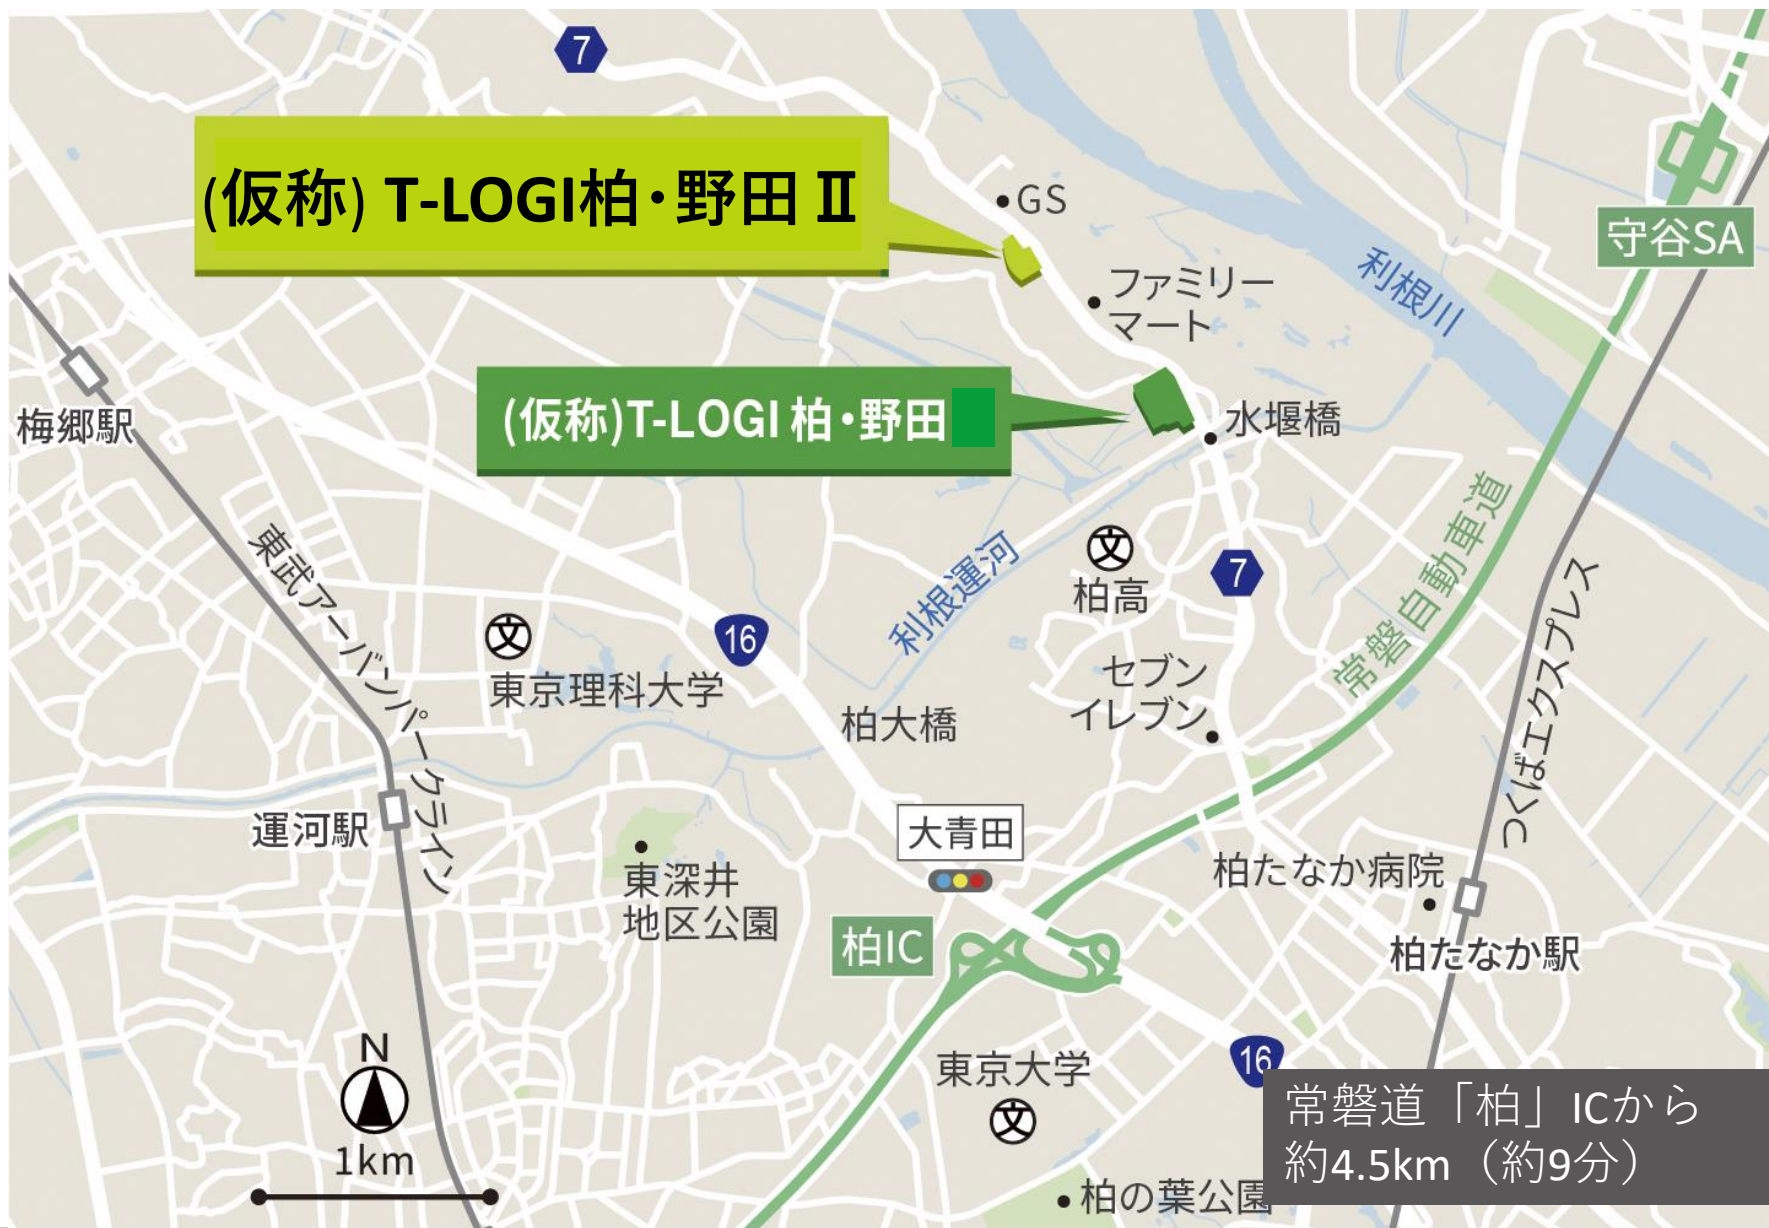 7
(仮称) T-LOGI柏・野田 Ⅱ
GS
守谷SA
利根川
ファミリー
マート
(仮称)T-LOGI 柏・野田
水堰橋
梅郷駅
常磐自動車道
東武アーバンパークライン
利根運河
文
柏高
7
つくばエクスプレス
文
東京理科大学
16
セブン
イレブン
柏大橋
運河駅
大青田
東深井
地区公園
柏たなか病院
柏IC
柏たなか駅
N
1km
東京大学
文
16
常磐道「柏」ICから
約4.5km（約9分）
柏の葉公園